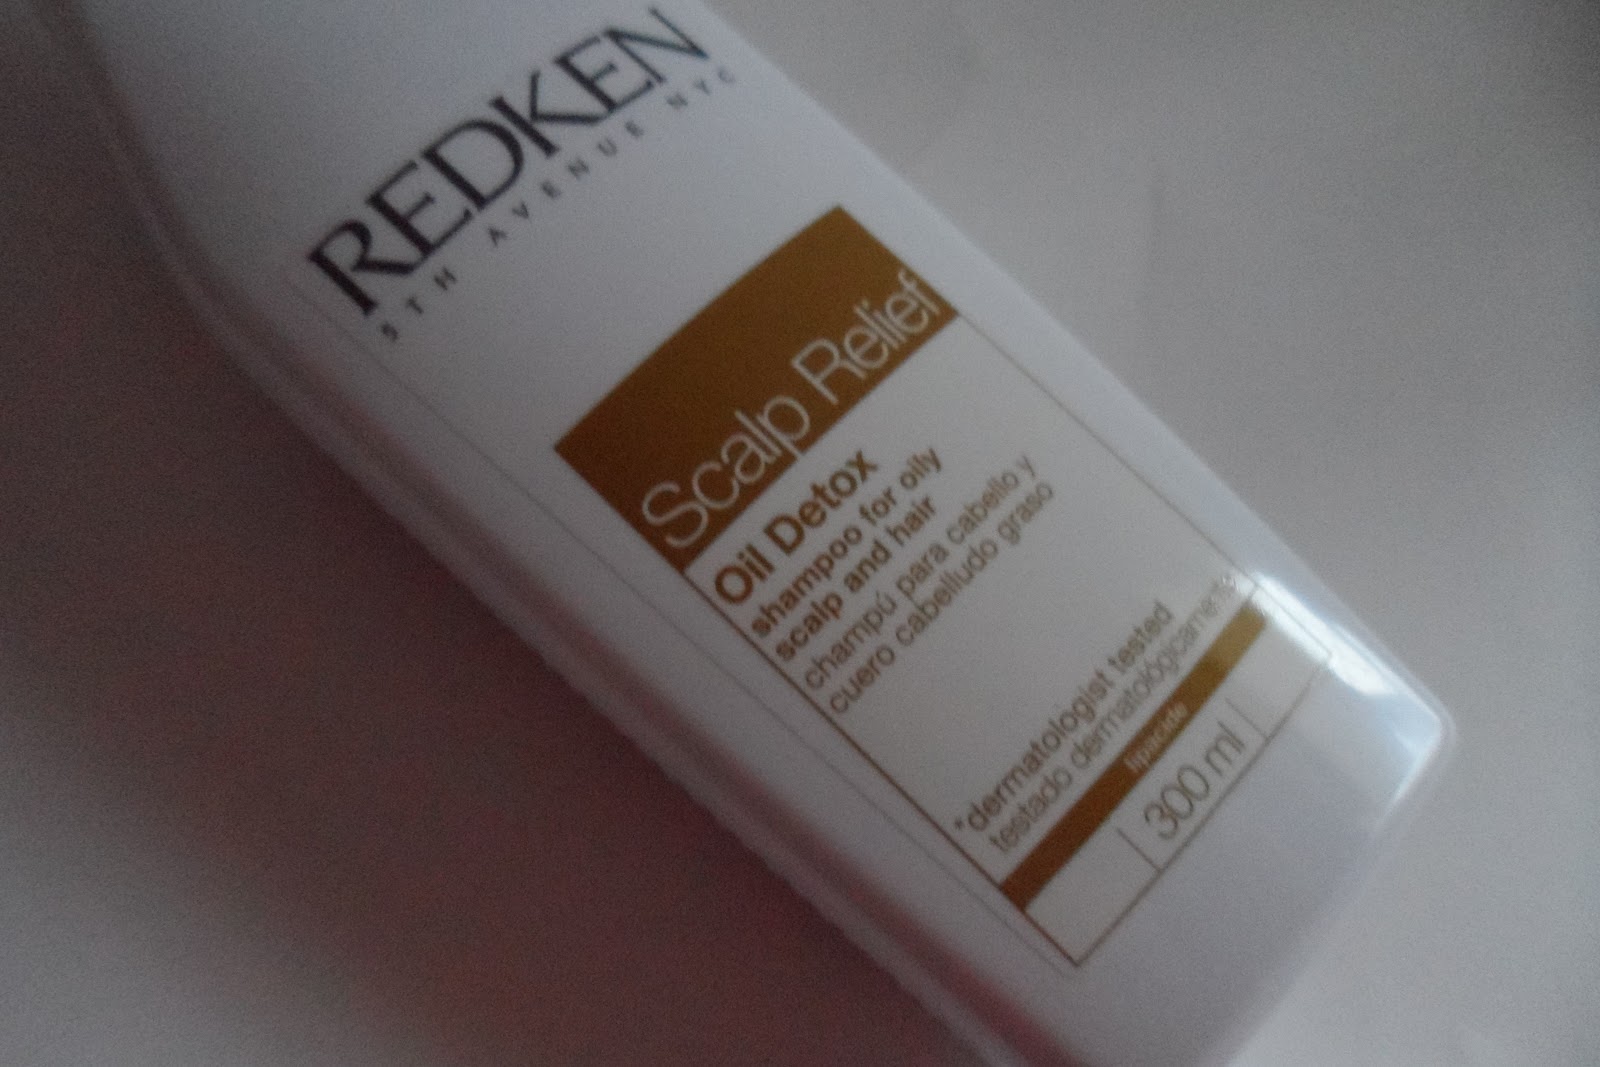 REDKEN
5TH AVENUE NYC
Scalp Relief
Oil Detox
shampoo for oily
scalp and hair
champú para cabello y
cuero cabelludo graso
*dermatologist tested
testado dermatológicamente
lipacide
300 ml